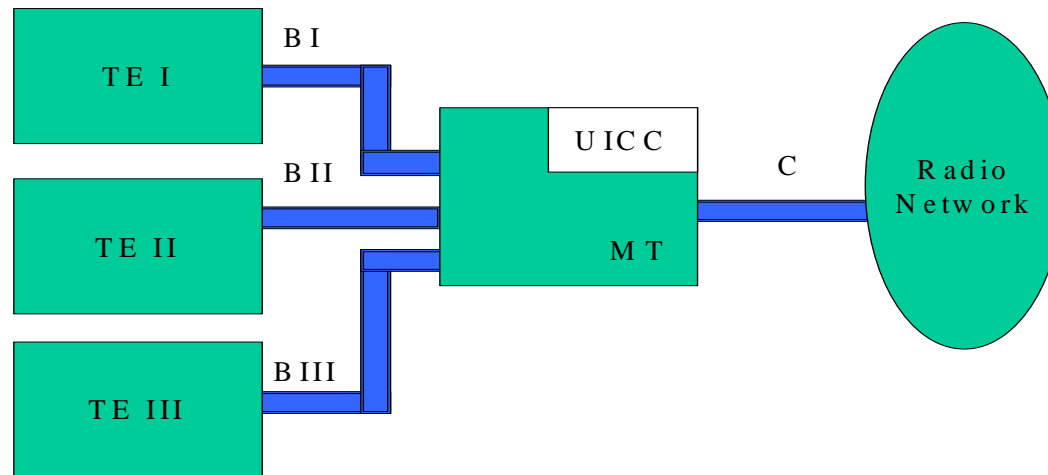 B I
TE I
UICC
B II
C
Radio
Network
TE II
MT
B III
TE III